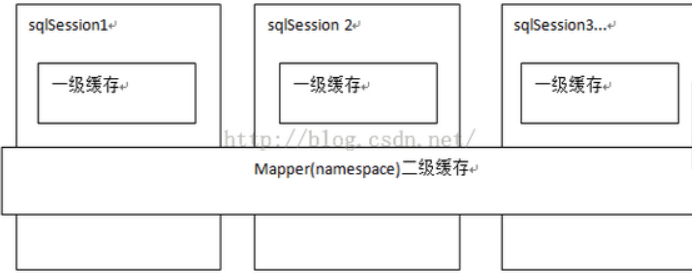 sqlSession1
sqlSession 2
sqlSession3...
一级缓存
一级缓存
一级缓存
http://blog.csdn.net/
Mapper(namespace)二级缓存